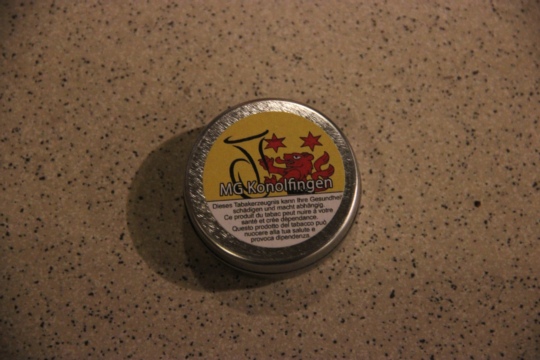 MG Konolfingen
Dieses Tabakerzeugnis kann Ihre Gesundheit
schädigen und macht abhängig.
Ce produit du tabac peut nuire à votre
santé et crée dépendance.
Questo prodotto del tabacco può
nuocere alla tua salute e
provoca dipendenza.